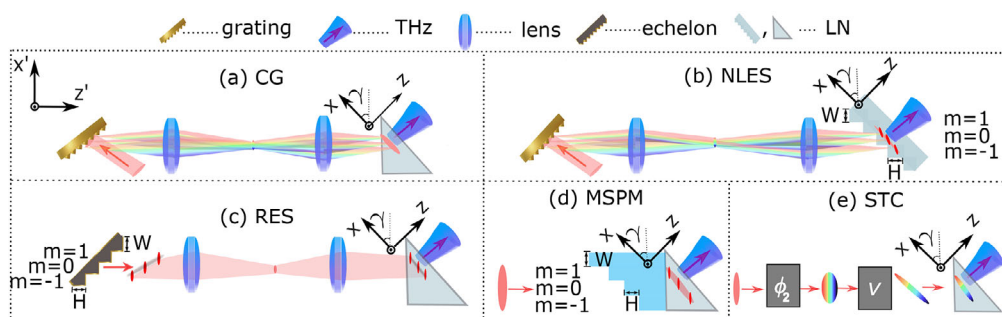 grating THz lens echelon , LN
X' Z'
(a) CG
x γ z
(b) NLES
x γ z
W
m=1
m=0
m=-1
H
(c) RES
m=1
m=0
m=-1
W
H
x γ z
(d) MSPM
m=1
m=0
m=-1
W
H
x γ z
(e) STC
ϕ2 V
x γ z